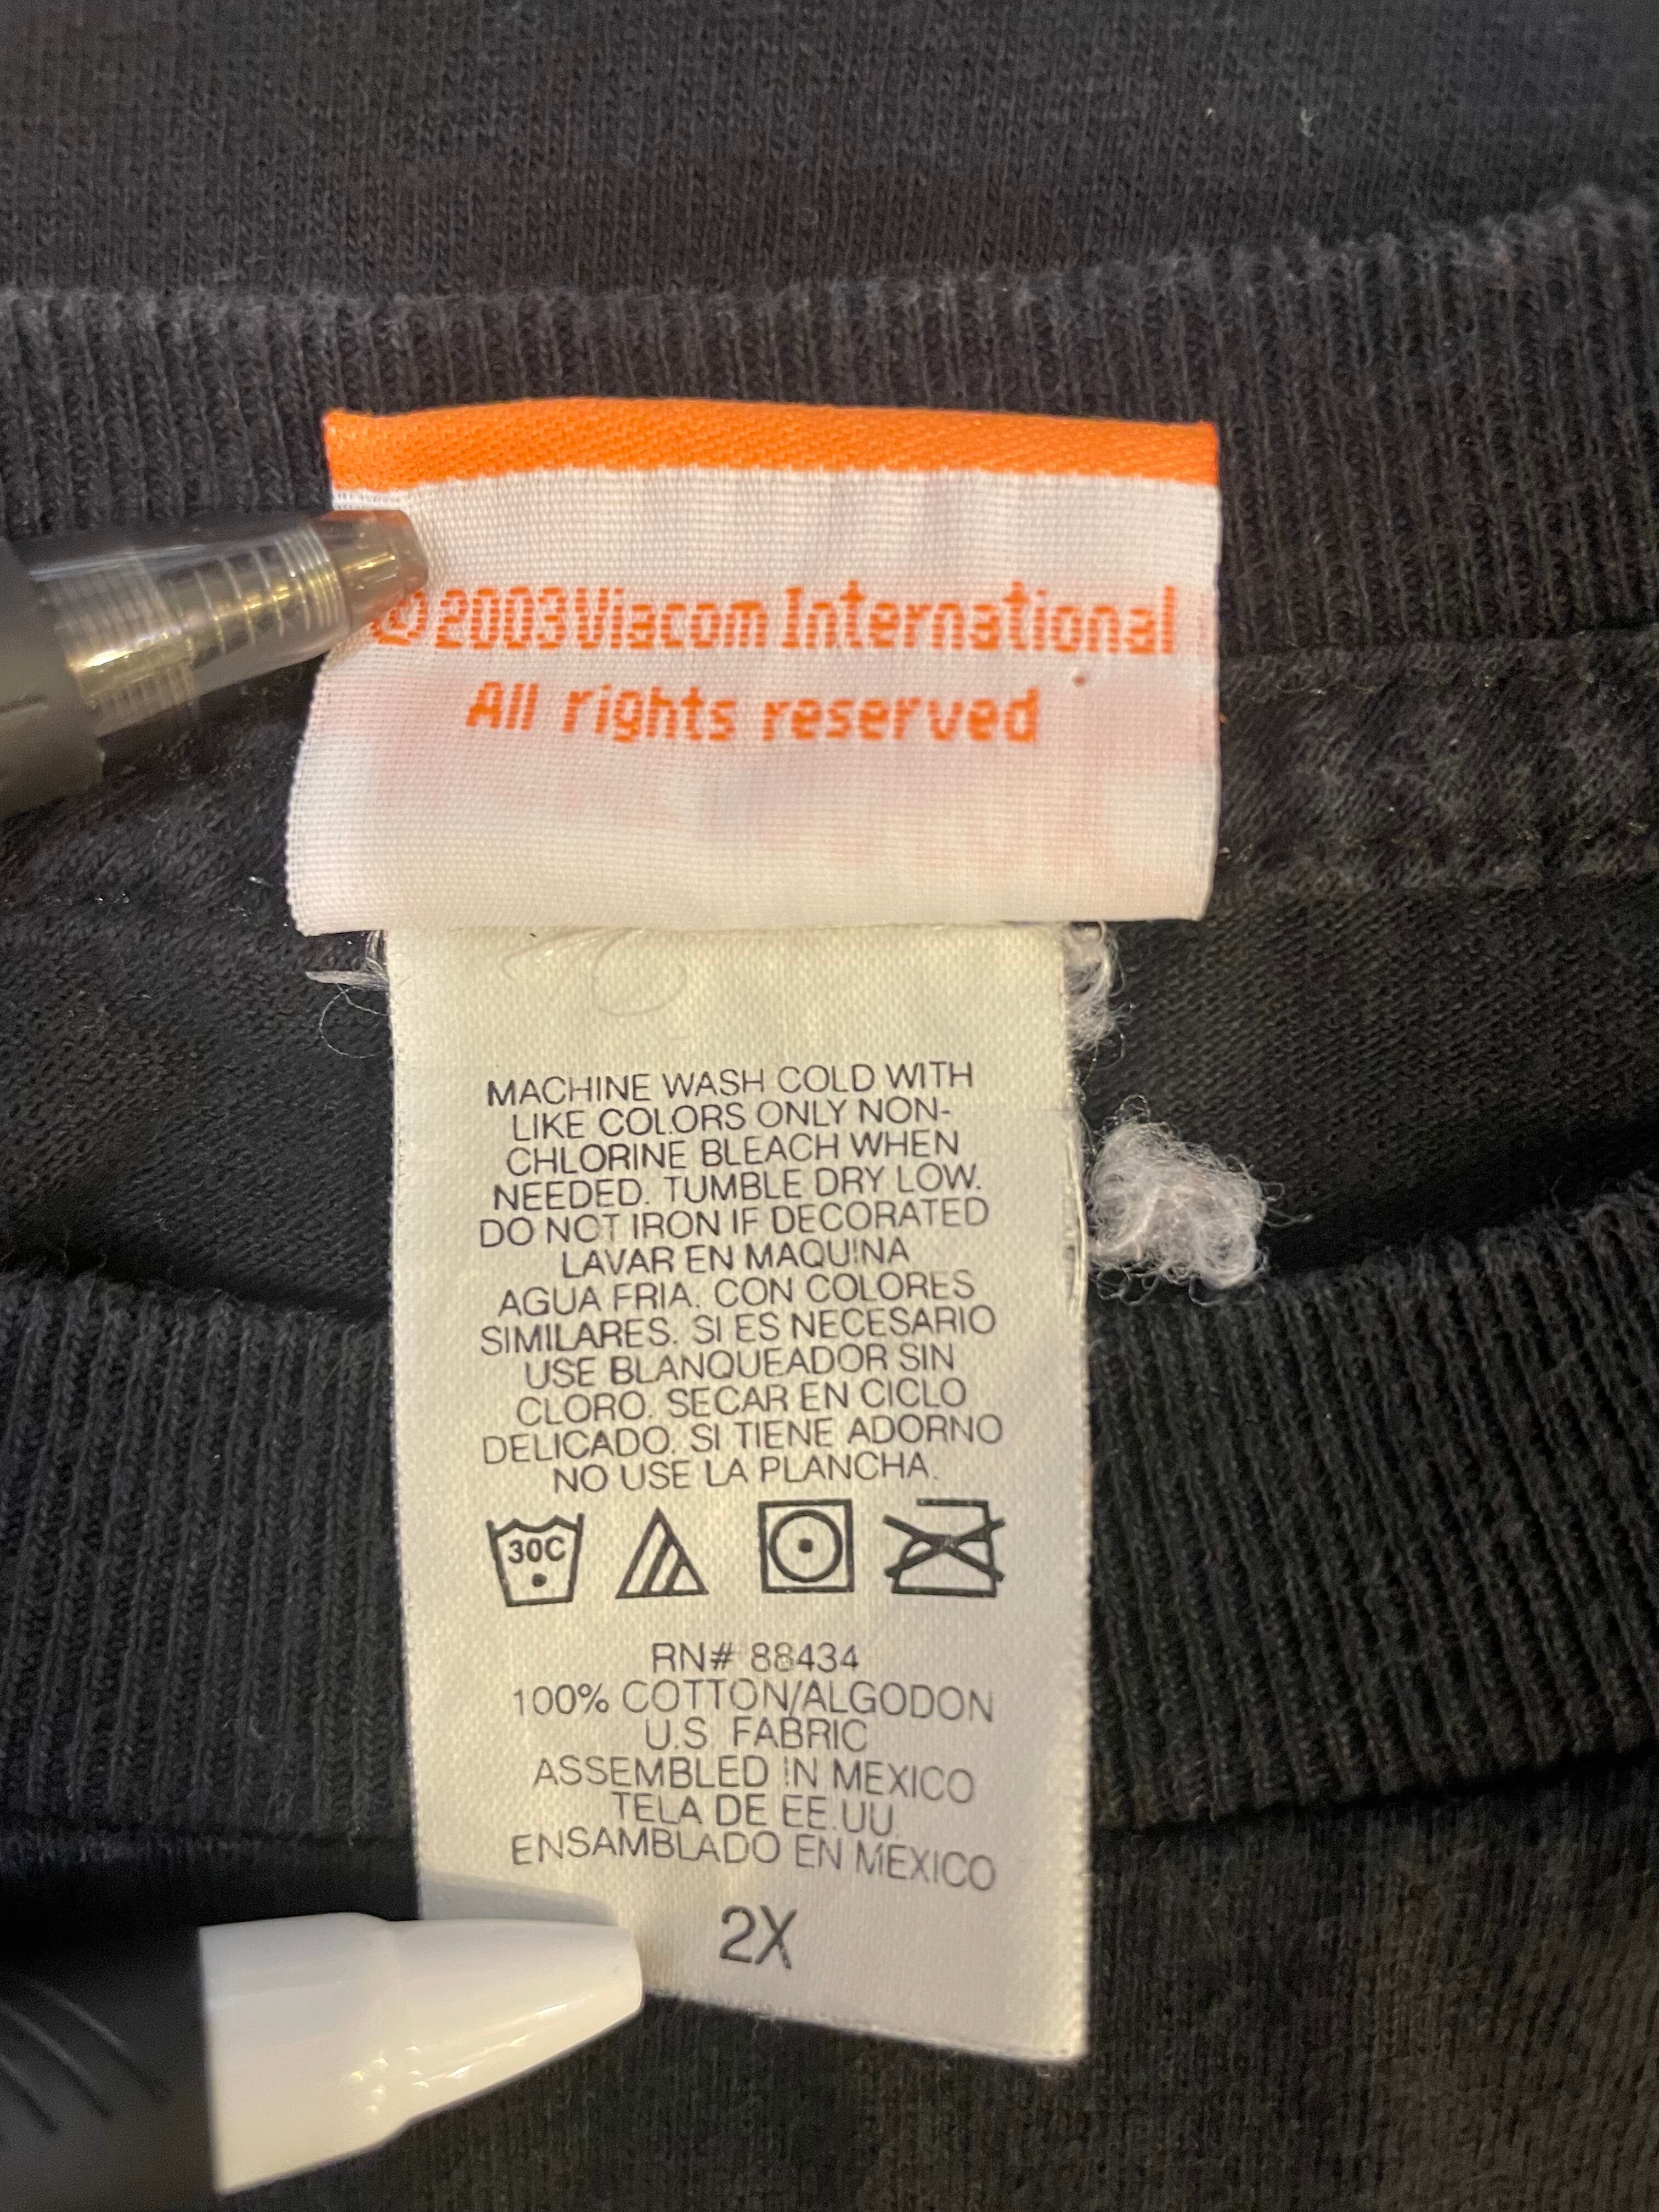 ©2003 Viacom International
All rights reserved
MACHINE WASH COLD WITH
LIKE COLORS ONLY NON-
CHLORINE BLEACH WHEN
NEEDED. TUMBLE DRY LOW.
DO NOT IRON IF DECORATED
LAVAR EN MAQUINA
AGUA FRIA. CON COLORES
SIMILARES. SI ES NECESARIO
USE BLANQUEADOR SIN
CLORO. SECAR EN CICLO
DELICADO. SI TIENE ADORNO
NO USE LA PLANCHA.
30C
RN# 88434
100% COTTON/ALGODON
U.S. FABRIC
ASSEMBLED IN MEXICO
TELA DE EE.UU.
ENSAMBLADO EN MEXICO
2X